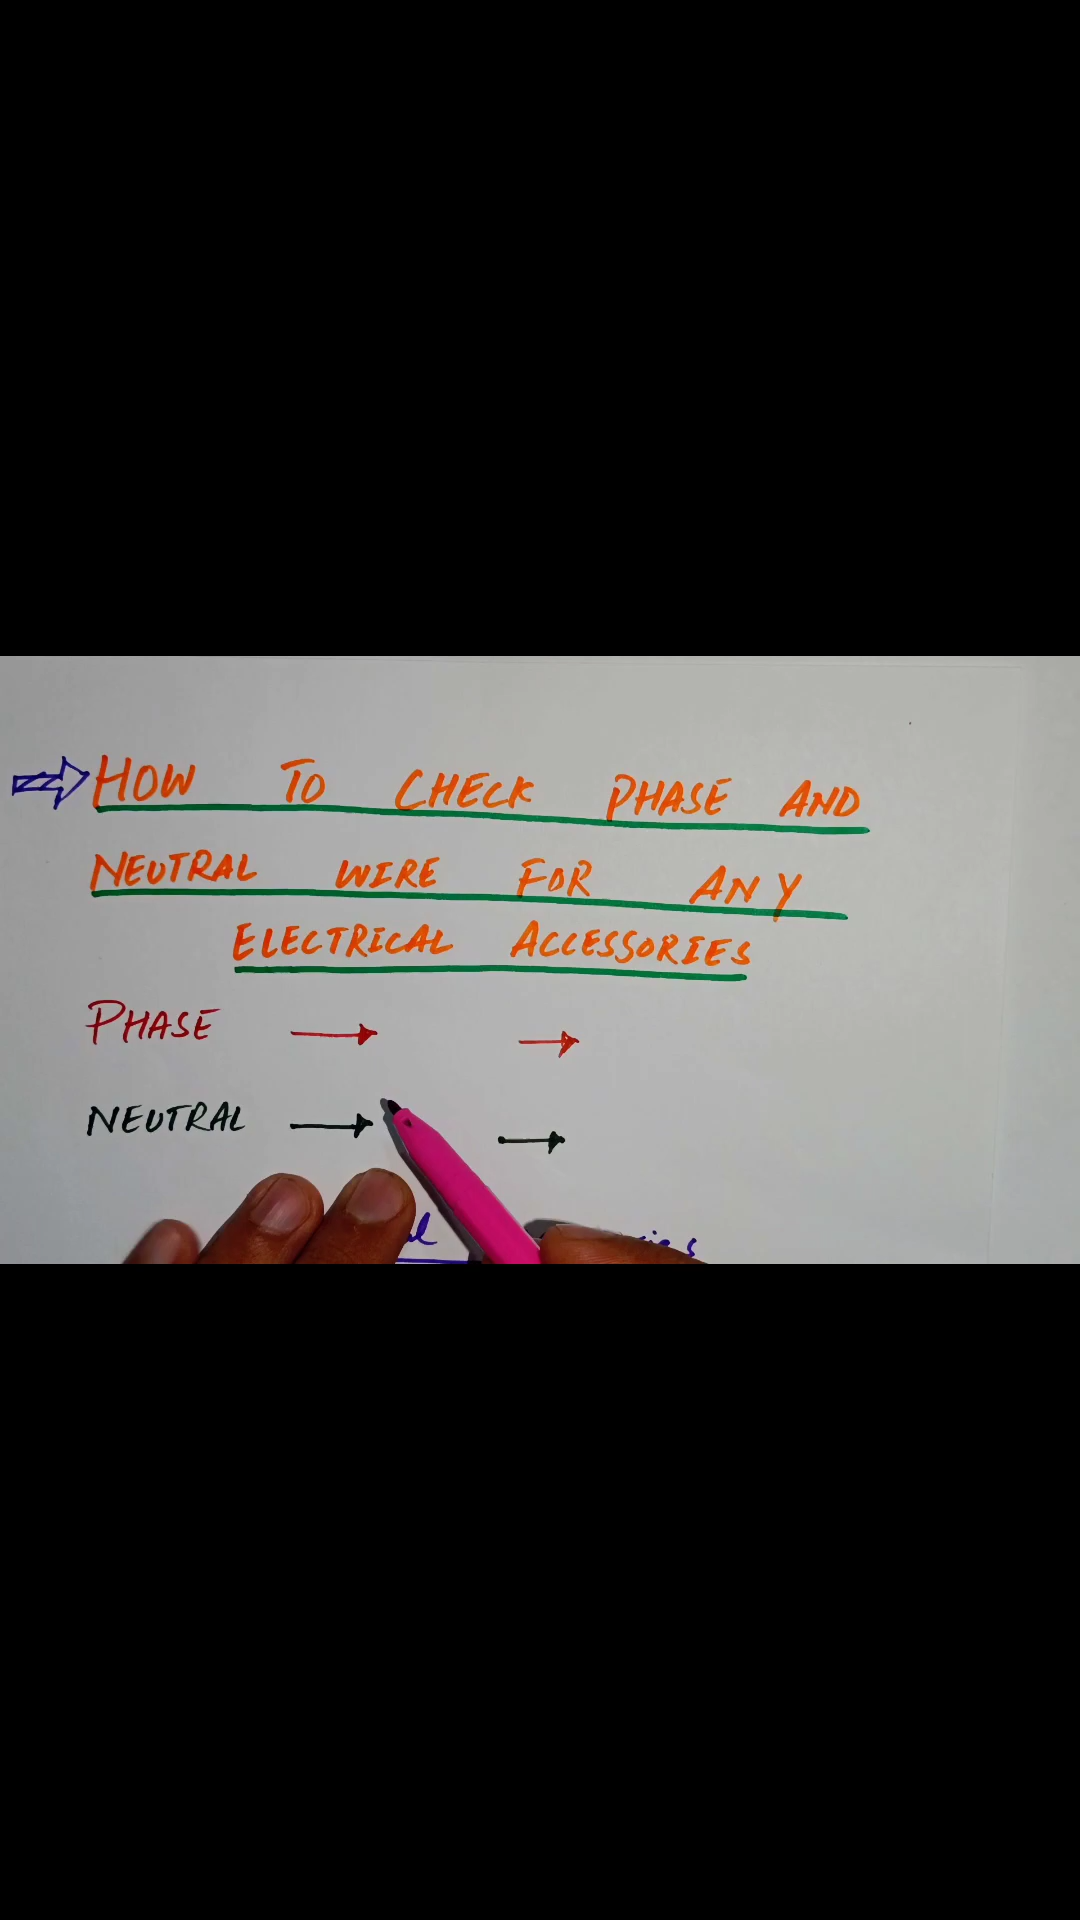 HOW TO CHECK PHASE AND
NEUTRAL WIRE FOR ANY
ELECTRICAL ACCESSORIES
PHASE
NEUTRAL